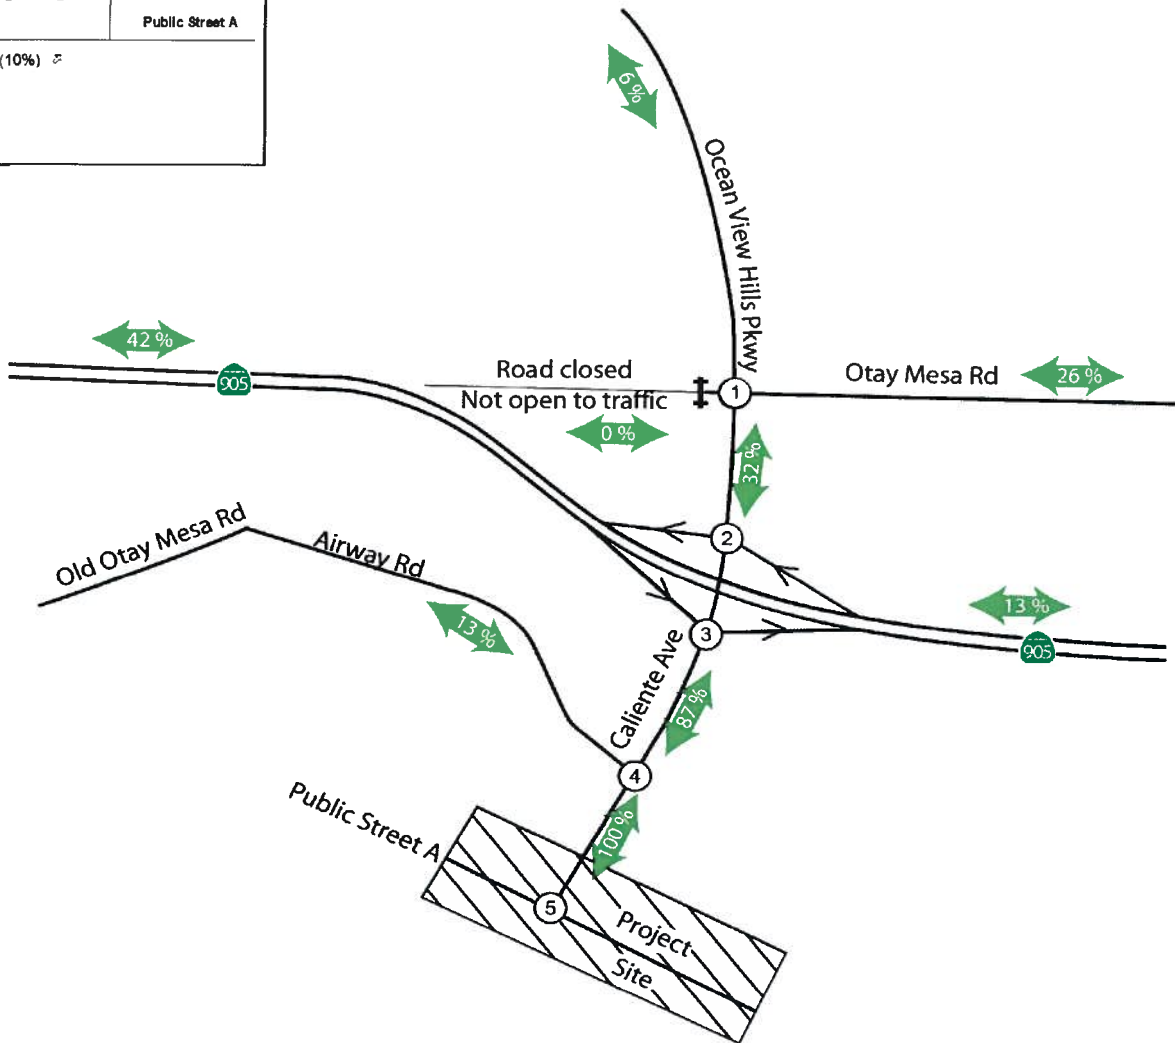 Public Street A
(10%)
6 %
Ocean View Hills Pkwy
42 %
905
Road closed
Not open to traffic
0 %
1
Otay Mesa Rd
26 %
32 %
2
Old Otay Mesa Rd
Airway Rd
13 %
13 %
905
3
Caliente Ave
87 %
4
Public Street A
100 %
5
Project
Site